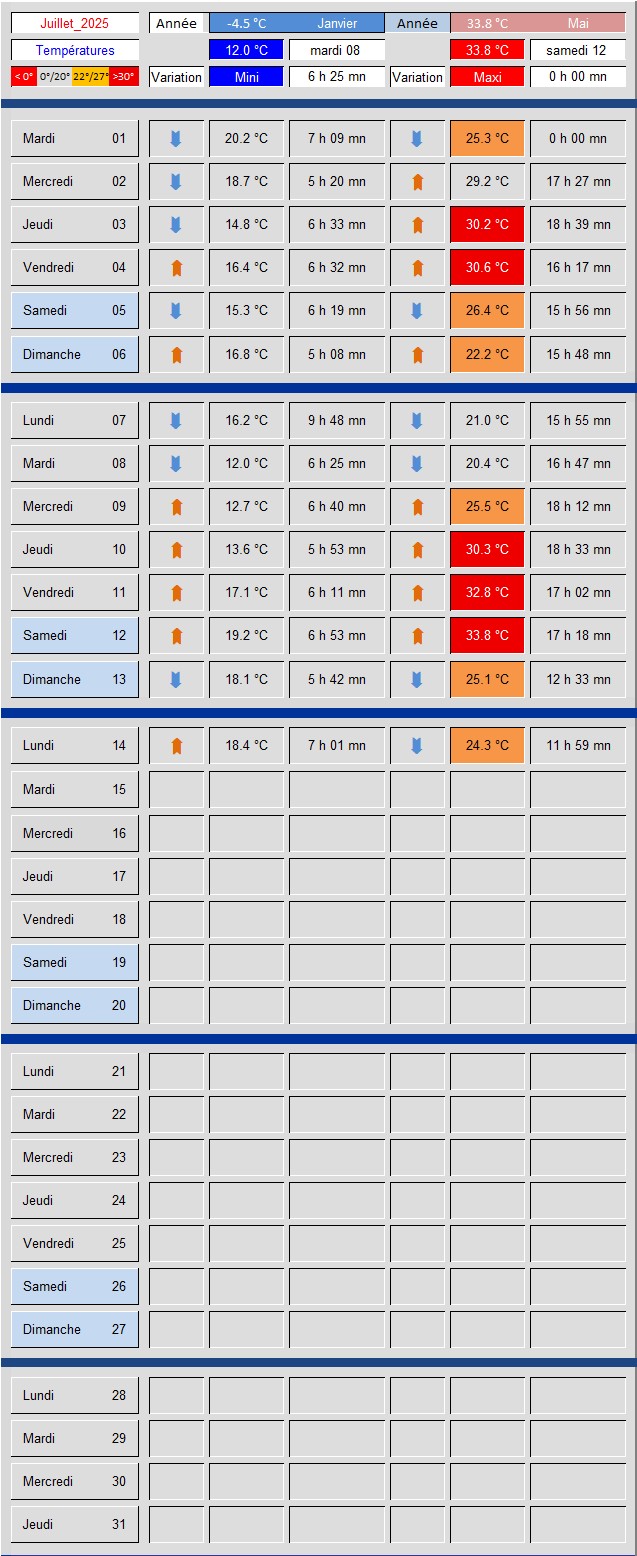 Juillet_2025 Année -4.5 °C Janvier Année 33.8 °C Mai
Températures 12.0 °C mardi 08 33.8 °C samedi 12
< 0° 0°/20° 22°/27° >30° Variation Mini 6 h 25 mn Variation Maxi 0 h 00 mn
Mardi 01 20.2 °C 7 h 09 mn 25.3 °C 0 h 00 mn
Mercredi 02 18.7 °C 5 h 20 mn 29.2 °C 17 h 27 mn
Jeudi 03 14.8 °C 6 h 33 mn 30.2 °C 18 h 39 mn
Vendredi 04 16.4 °C 6 h 32 mn 30.6 °C 16 h 17 mn
Samedi 05 15.3 °C 6 h 19 mn 26.4 °C 15 h 56 mn
Dimanche 06 16.8 °C 5 h 08 mn 22.2 °C 15 h 48 mn
Lundi 07 16.2 °C 9 h 48 mn 21.0 °C 15 h 55 mn
Mardi 08 12.0 °C 6 h 25 mn 20.4 °C 16 h 47 mn
Mercredi 09 12.7 °C 6 h 40 mn 25.5 °C 18 h 12 mn
Jeudi 10 13.6 °C 5 h 53 mn 30.3 °C 18 h 33 mn
Vendredi 11 17.1 °C 6 h 11 mn 32.8 °C 17 h 02 mn
Samedi 12 19.2 °C 6 h 53 mn 33.8 °C 17 h 18 mn
Dimanche 13 18.1 °C 5 h 42 mn 25.1 °C 12 h 33 mn
Lundi 14 18.4 °C 7 h 01 mn 24.3 °C 11 h 59 mn
Mardi 15
Mercredi 16
Jeudi 17
Vendredi 18
Samedi 19
Dimanche 20
Lundi 21
Mardi 22
Mercredi 23
Jeudi 24
Vendredi 25
Samedi 26
Dimanche 27
Lundi 28
Mardi 29
Mercredi 30
Jeudi 31